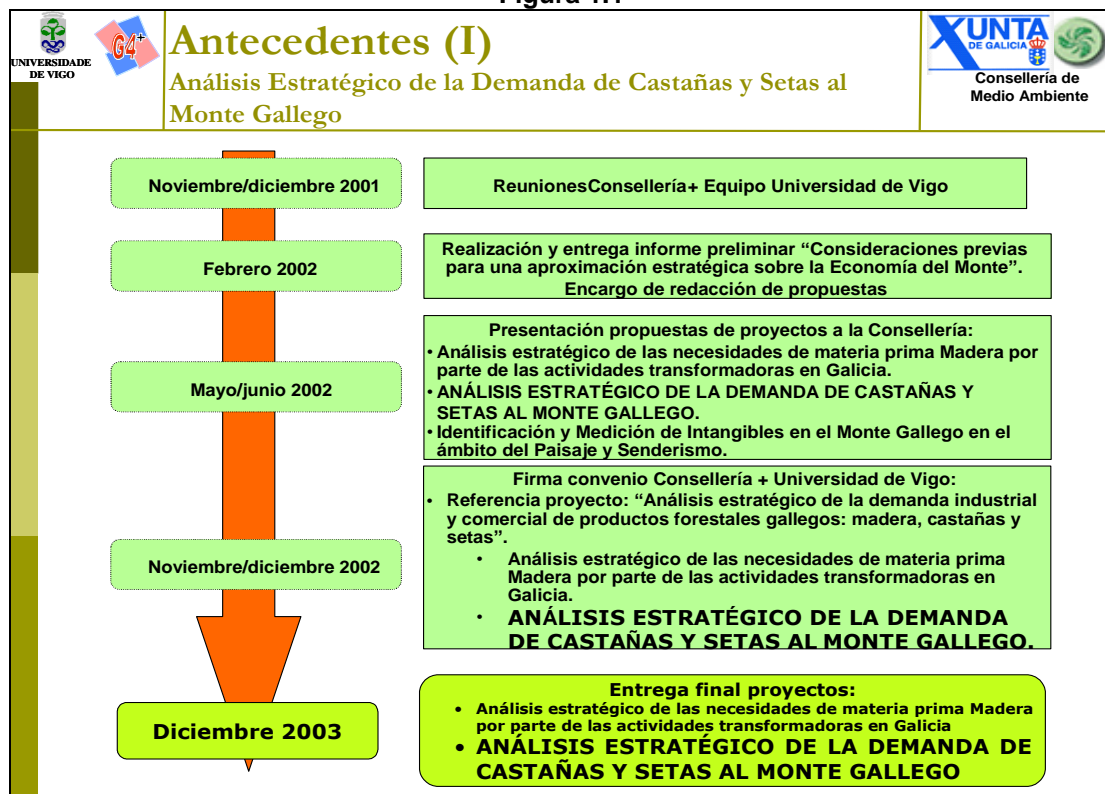 UNIVERSIDADE
DE VIGO
G4+
Antecedentes (I)
Análisis Estratégico de la Demanda de Castañas y Setas al
Monte Gallego
XUNTA
DE GALICIA
Consellería de
Medio Ambiente
Noviembre/diciembre 2001
ReunionesConsellería+ Equipo Universidad de Vigo
Febrero 2002
Realización y entrega informe preliminar “Consideraciones previas
para una aproximación estratégica sobre la Economía del Monte”.
Encargo de redacción de propuestas
Mayo/junio 2002
Presentación propuestas de proyectos a la Consellería:
• Análisis estratégico de las necesidades de materia prima Madera por
parte de las actividades transformadoras en Galicia.
• ANÁLISIS ESTRATÉGICO DE LA DEMANDA DE CASTAÑAS Y
SETAS AL MONTE GALLEGO.
• Identificación y Medición de Intangibles en el Monte Gallego en el
ámbito del Paisaje y Senderismo.
Noviembre/diciembre 2002
Firma convenio Consellería + Universidad de Vigo:
• Referencia proyecto: “Análisis estratégico de la demanda industrial
y comercial de productos forestales gallegos: madera, castañas y
setas”.
• Análisis estratégico de las necesidades de materia prima
Madera por parte de las actividades transformadoras en
Galicia.
• ANÁLISIS ESTRATÉGICO DE LA DEMANDA
DE CASTAÑAS Y SETAS AL MONTE GALLEGO.
Diciembre 2003
Entrega final proyectos:
• Análisis estratégico de las necesidades de materia prima Madera
por parte de las actividades transformadoras en Galicia
• ANÁLISIS ESTRATÉGICO DE LA DEMANDA DE
CASTAÑAS Y SETAS AL MONTE GALLEGO